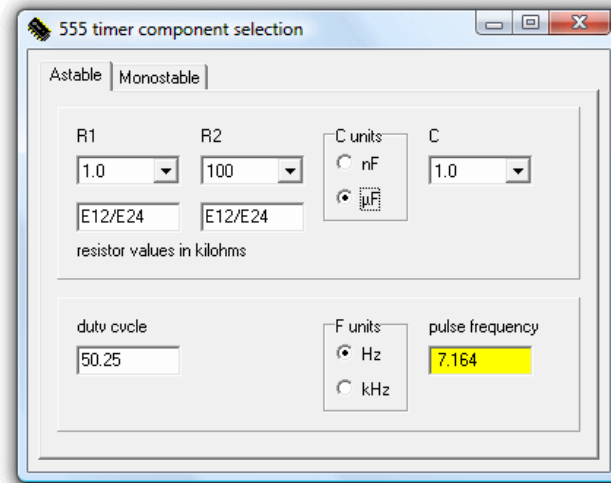 555 timer component selection
Astable Monostable
R1 R2 C units C
1.0 100 nF 1.0
µF
E12/E24 E12/E24
resistor values in kilohms
duty cycle F units pulse frequency
50.25 Hz 7.164
kHz